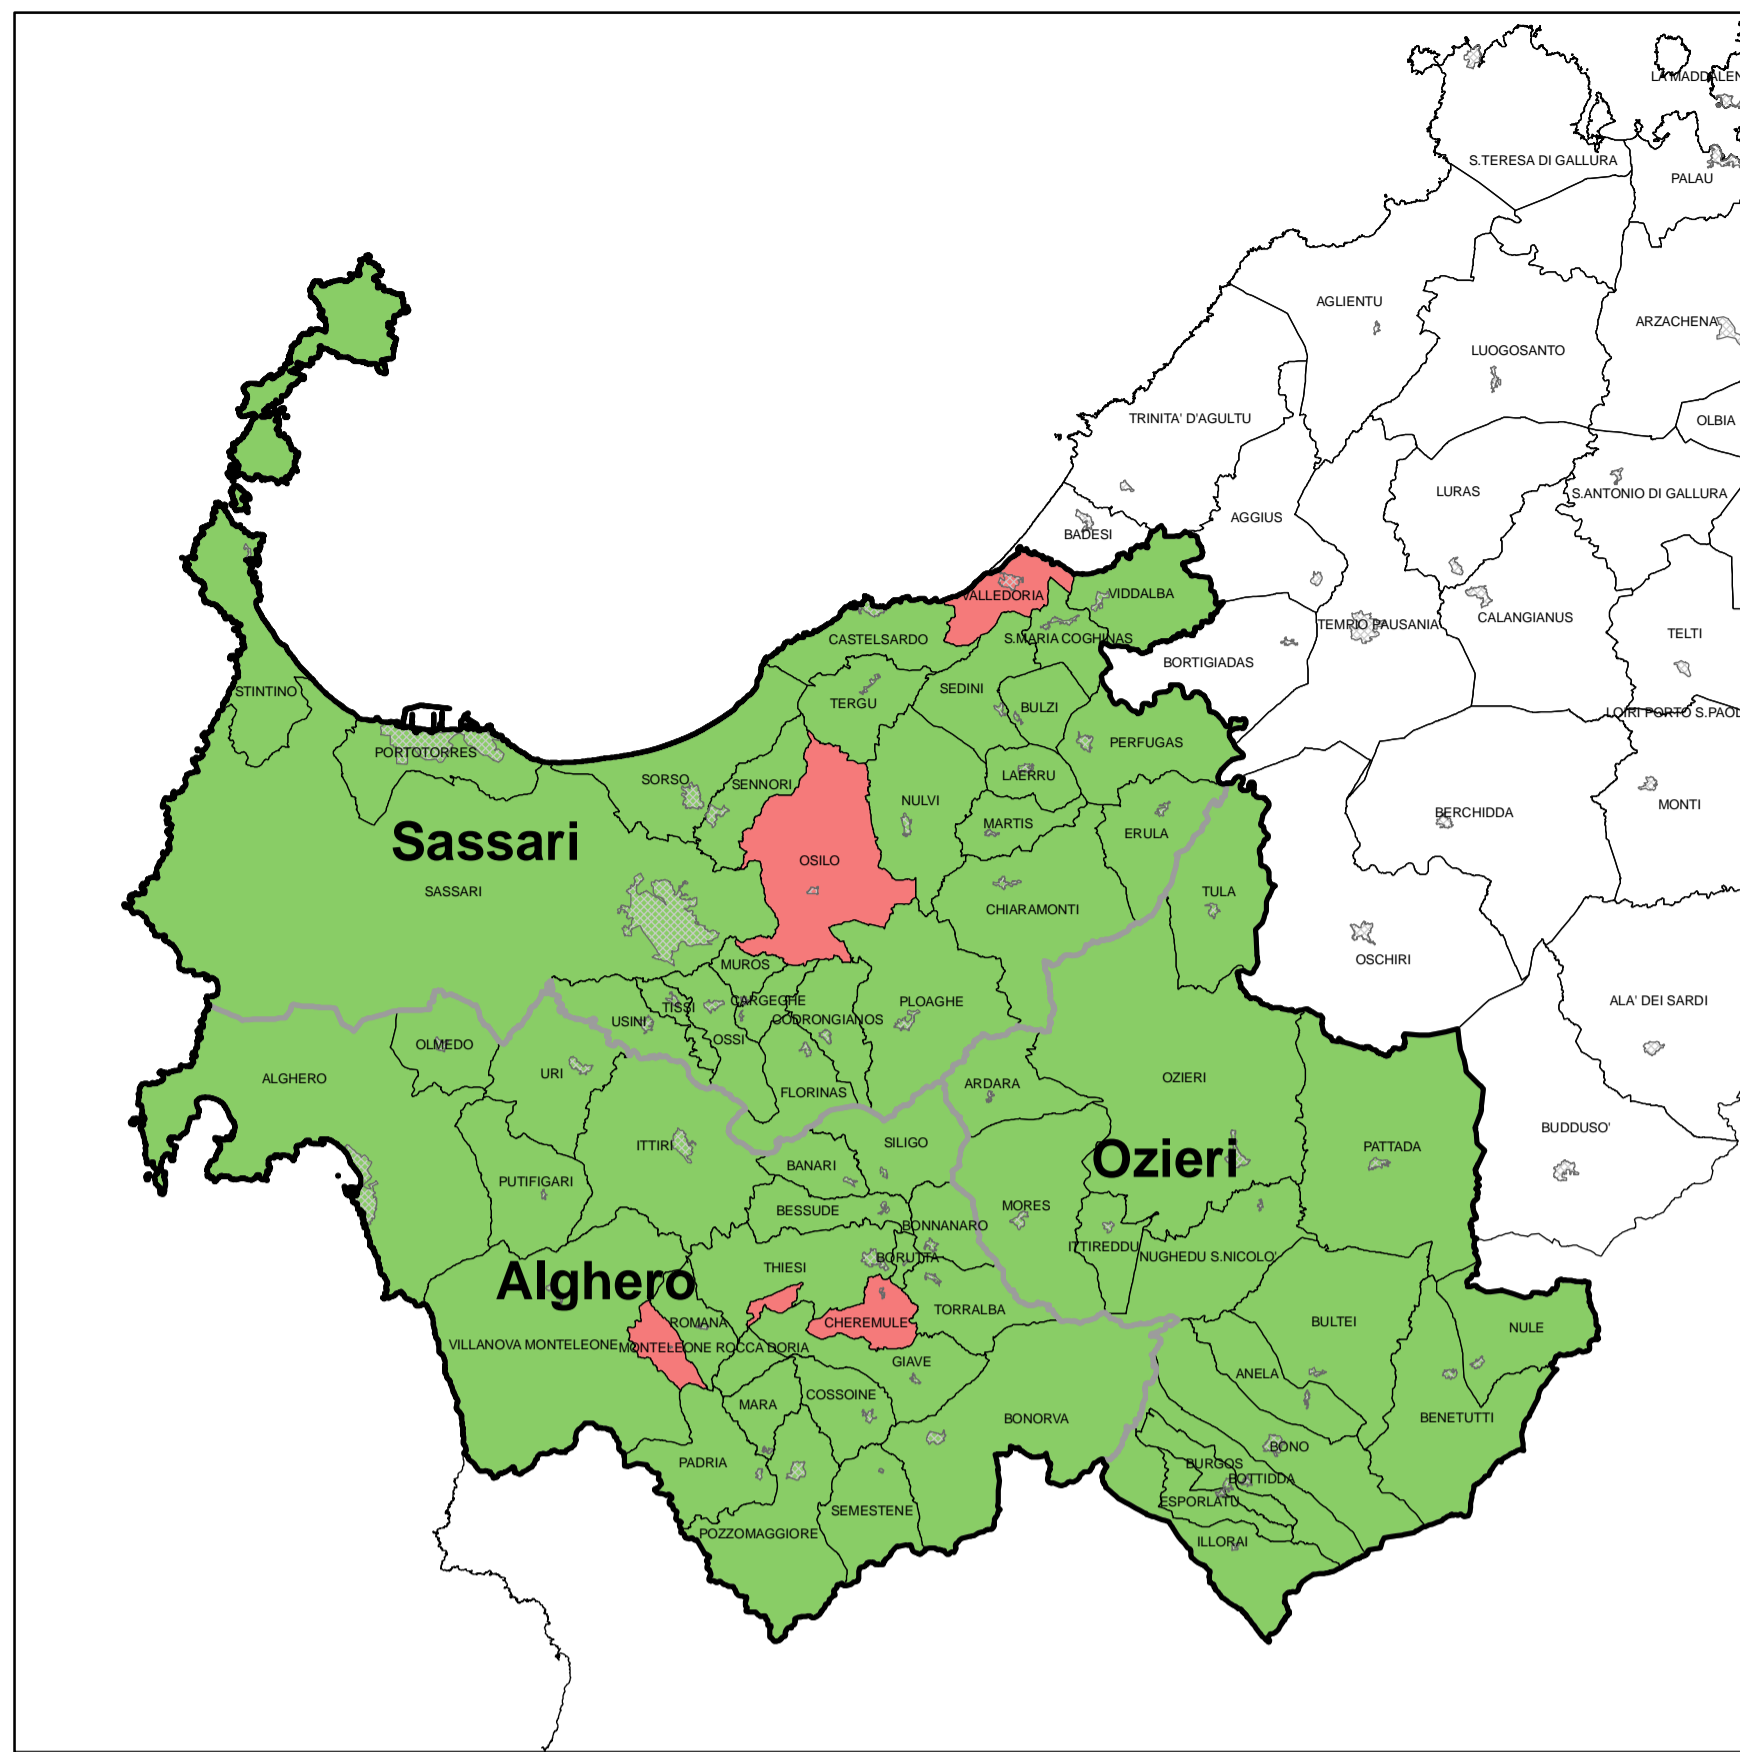 LA MADDALEN
S.TERESA DI GALLURA
PALAU
AGLIENTU
ARZACHENA
LUOGOSANTO
TRINITA' D'AGULTU
OLBIA
LURAS
S.ANTONIO DI GALLURA
AGGIUS
BADESI
VALLEDORIA
VIDDALBA
CALANGIANUS
TEMPIO PAUSANIA
TELTI
CASTELSARDO
S.MARIA COGHINAS
BORTIGIADAS
STINTINO
SEDINI
TERGU
BULZI
LOIRI PORTO S.PAOL
PORTOTORRES
PERFUGAS
SORSO
SENNORI
LAERRU
NULVI
MONTI
BERCHIDDA
MARTIS
ERULA
Sassari
OSILO
SASSARI
TULA
CHIARAMONTI
OSCHIRI
MUROS
CARGEGHE
PLOAGHE
ALA' DEI SARDI
TISSI
USINI
CODRONGIANOS
OSSI
OLMEDO
URI
ALGHERO
ARDARA
OZIERI
FLORINAS
BUDDUSO'
ITTIRI
SILIGO
PATTADA
Ozieri
BANARI
PUTIFIGARI
MORES
BESSUDE
BONNANARO
ITTIREDDU
NUGHEDU S.NICOLO'
BORUTTA
THIESI
Alghero
TORRALBA
ROMANA
CHEREMULE
BULTEI
NULE
VILLANOVA MONTELEONE
MONTELEONE ROCCA DORIA
GIAVE
ANELA
COSSOINE
MARA
BONORVA
BENETUTTI
BONO
PADRIA
BURGOS
BOTTIDDA
ESPORLATU
SEMESTENE
POZZOMAGGIORE
ILLORAI